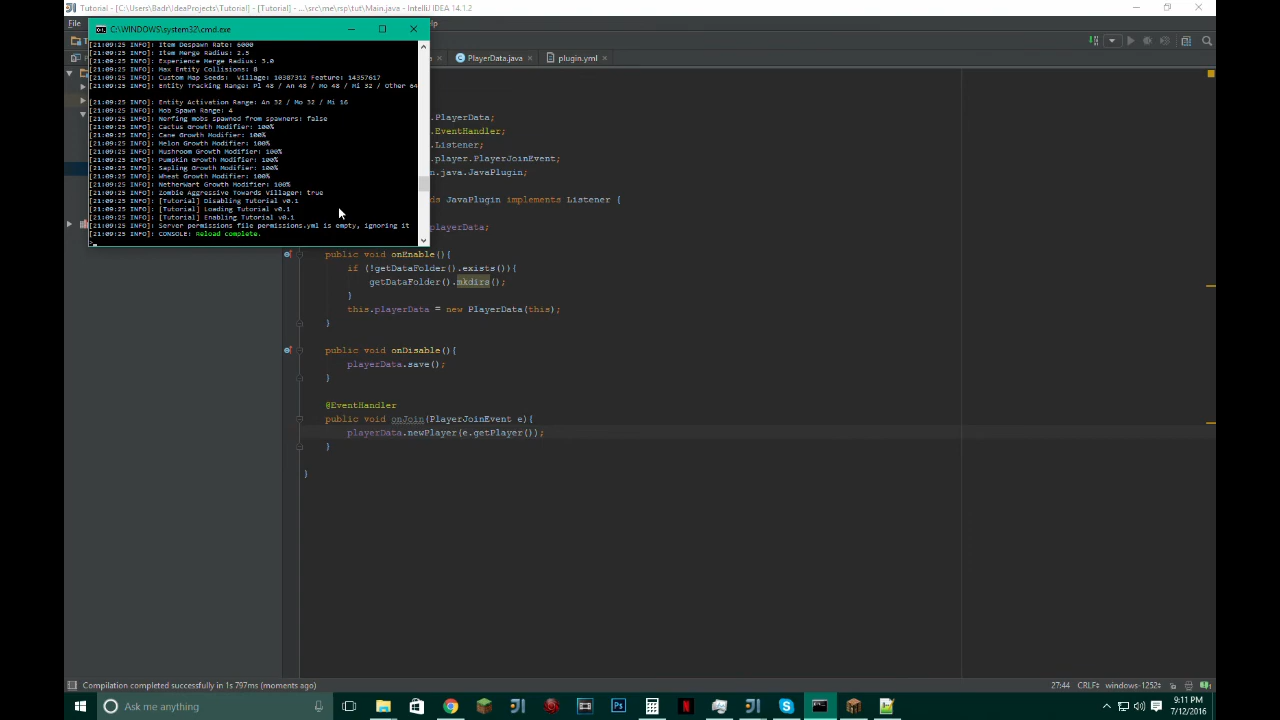 Tutorial - [C:\Users\Badr\IdeaProjects\Tutorial] - [Tutorial] - ...\src\me\rsp\tut\Main.java - IntelliJ IDEA 14.1.2
File
lp
C:\WINDOWS\system32\cmd.exe
PlayerData.java
plugin.yml
[21:09:25 INFO]: Item Despawn Rate: 6000
[21:09:25 INFO]: Item Merge Radius: 2.5
[21:09:25 INFO]: Experience Merge Radius: 3.0
[21:09:25 INFO]: Max Entity Collisions: 8
[21:09:25 INFO]: Custom Map Seeds:  Village: 10387312 Feature: 14357617
[21:09:25 INFO]: Entity Tracking Range: Pl 48 / An 48 / Mo 48 / Mi 32 / Other 64
[21:09:25 INFO]: Entity Activation Range: An 32 / Mo 32 / Mi 16
[21:09:25 INFO]: Mob Spawn Range: 4
[21:09:25 INFO]: Nerfing mobs spawned from spawners: false
[21:09:25 INFO]: Cactus Growth Modifier: 100%
[21:09:25 INFO]: Cane Growth Modifier: 100%
[21:09:25 INFO]: Melon Growth Modifier: 100%
[21:09:25 INFO]: Mushroom Growth Modifier: 100%
[21:09:25 INFO]: Pumpkin Growth Modifier: 100%
[21:09:25 INFO]: Sapling Growth Modifier: 100%
[21:09:25 INFO]: Wheat Growth Modifier: 100%
[21:09:25 INFO]: NetherWart Growth Modifier: 100%
[21:09:25 INFO]: Zombie Aggressive Towards Villager: true
[21:09:25 INFO]: [Tutorial] Disabling Tutorial v0.1
[21:09:25 INFO]: [Tutorial] Loading Tutorial v0.1
[21:09:25 INFO]: [Tutorial] Enabling Tutorial v0.1
[21:09:25 INFO]: Server permissions file permissions.yml is empty, ignoring it
[21:09:25 INFO]: CONSOLE: Reload complete.
>
.PlayerData;
.EventHandler;
.Listener;
.player.PlayerJoinEvent;
n.java.JavaPlugin;
ds JavaPlugin implements Listener {
playerData;
public void onEnable(){
if (!getDataFolder().exists()){
getDataFolder().mkdirs();
}
this.playerData = new PlayerData(this);
}
public void onDisable(){
playerData.save();
}
@EventHandler
public void onJoin(PlayerJoinEvent e){
playerData.newPlayer(e.getPlayer());
}
}
Compilation completed successfully in 1s 797ms (moments ago)
27:44
CRLF
windows-1252
Ask me anything
9:11 PM
7/12/2016